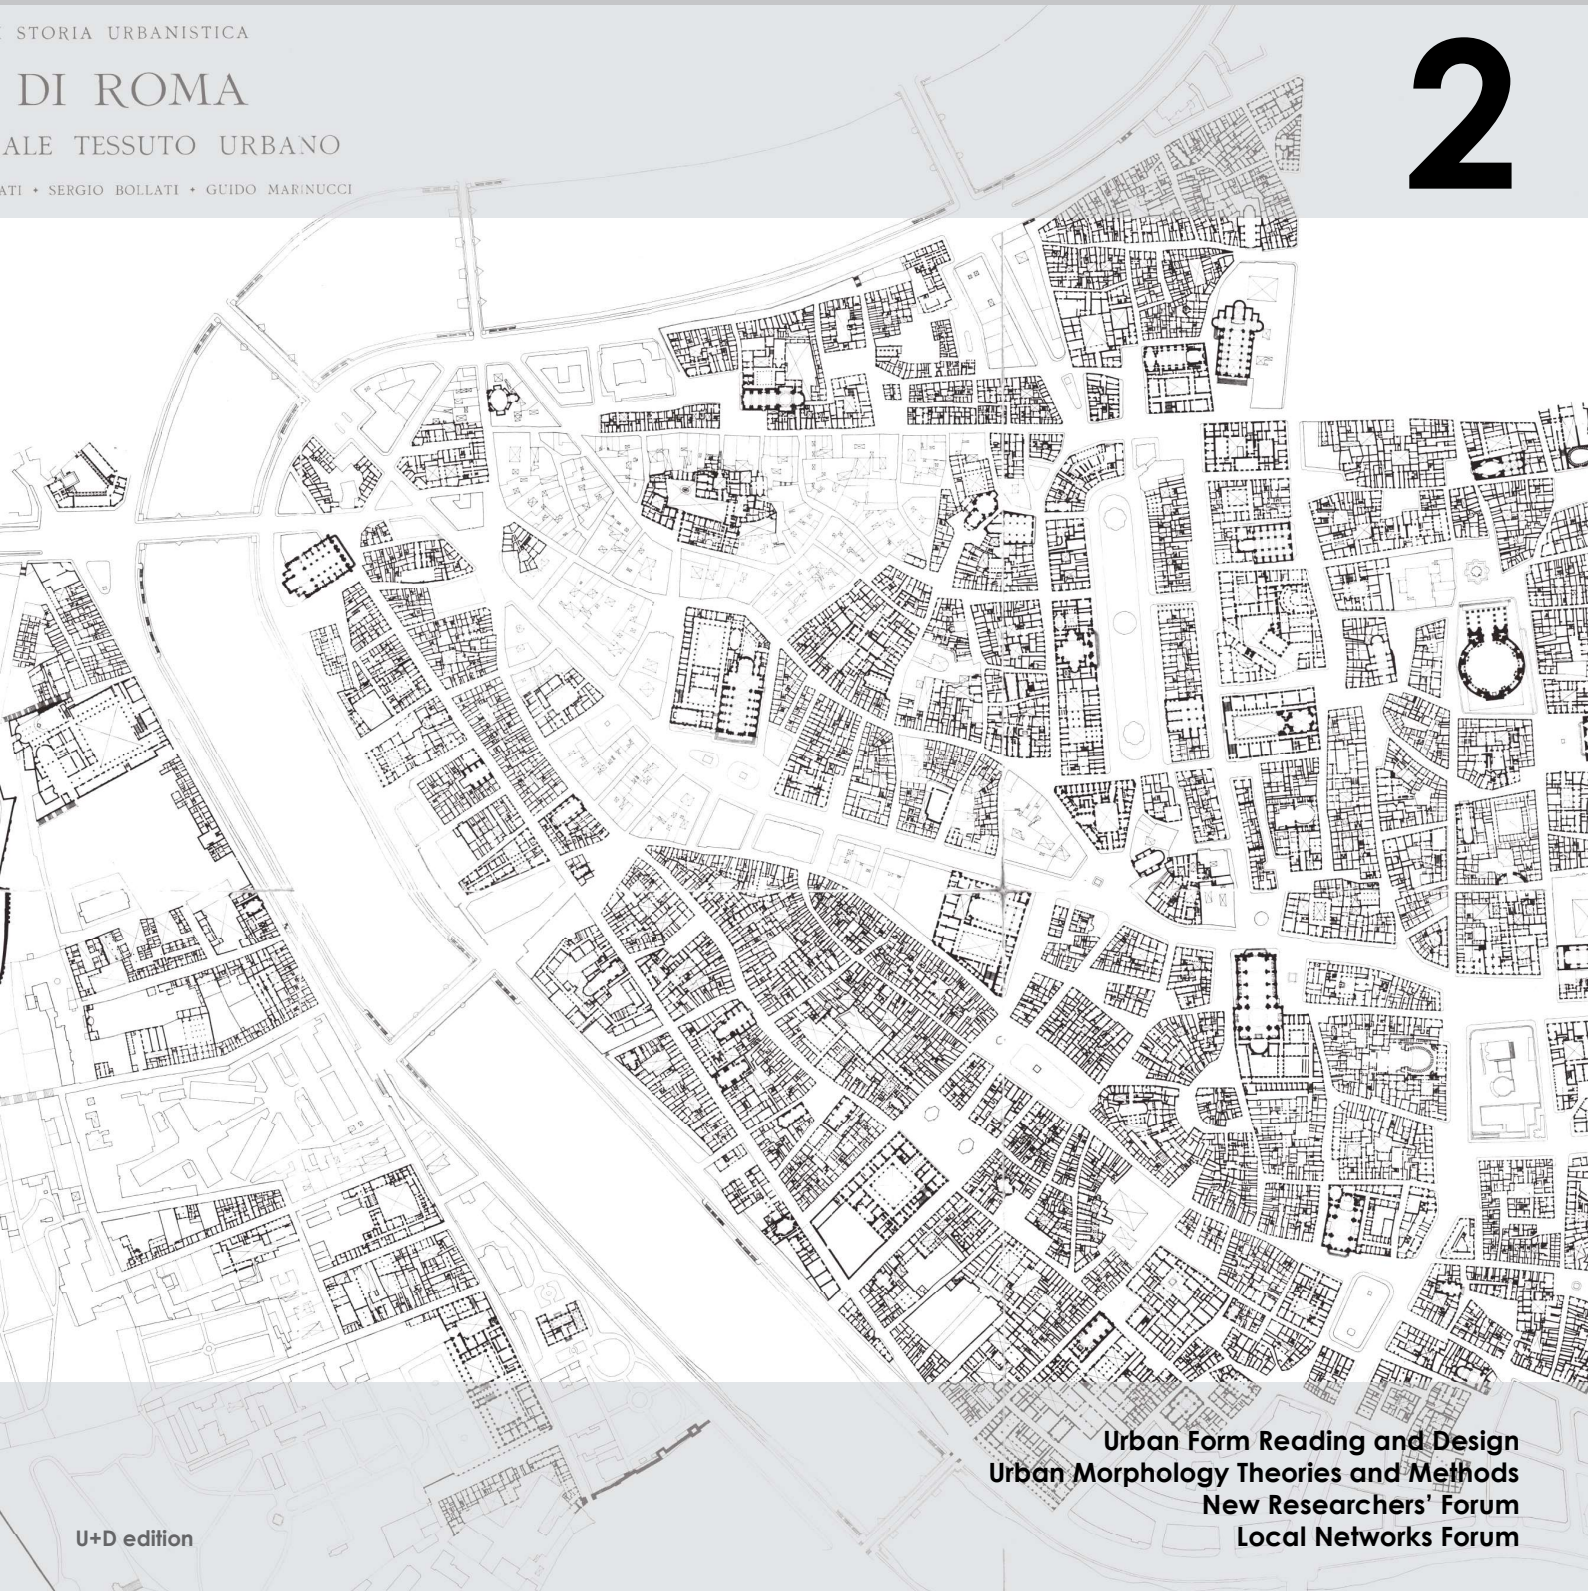 STORIA URBANISTICA
DI ROMA
ALE TESSUTO URBANO
ATI + SERGIO BOLLATI + GUIDO MARINUCCI
2
Urban Form Reading and Design
Urban Morphology Theories and Methods
New Researchers' Forum
Local Networks Forum
U+D edition